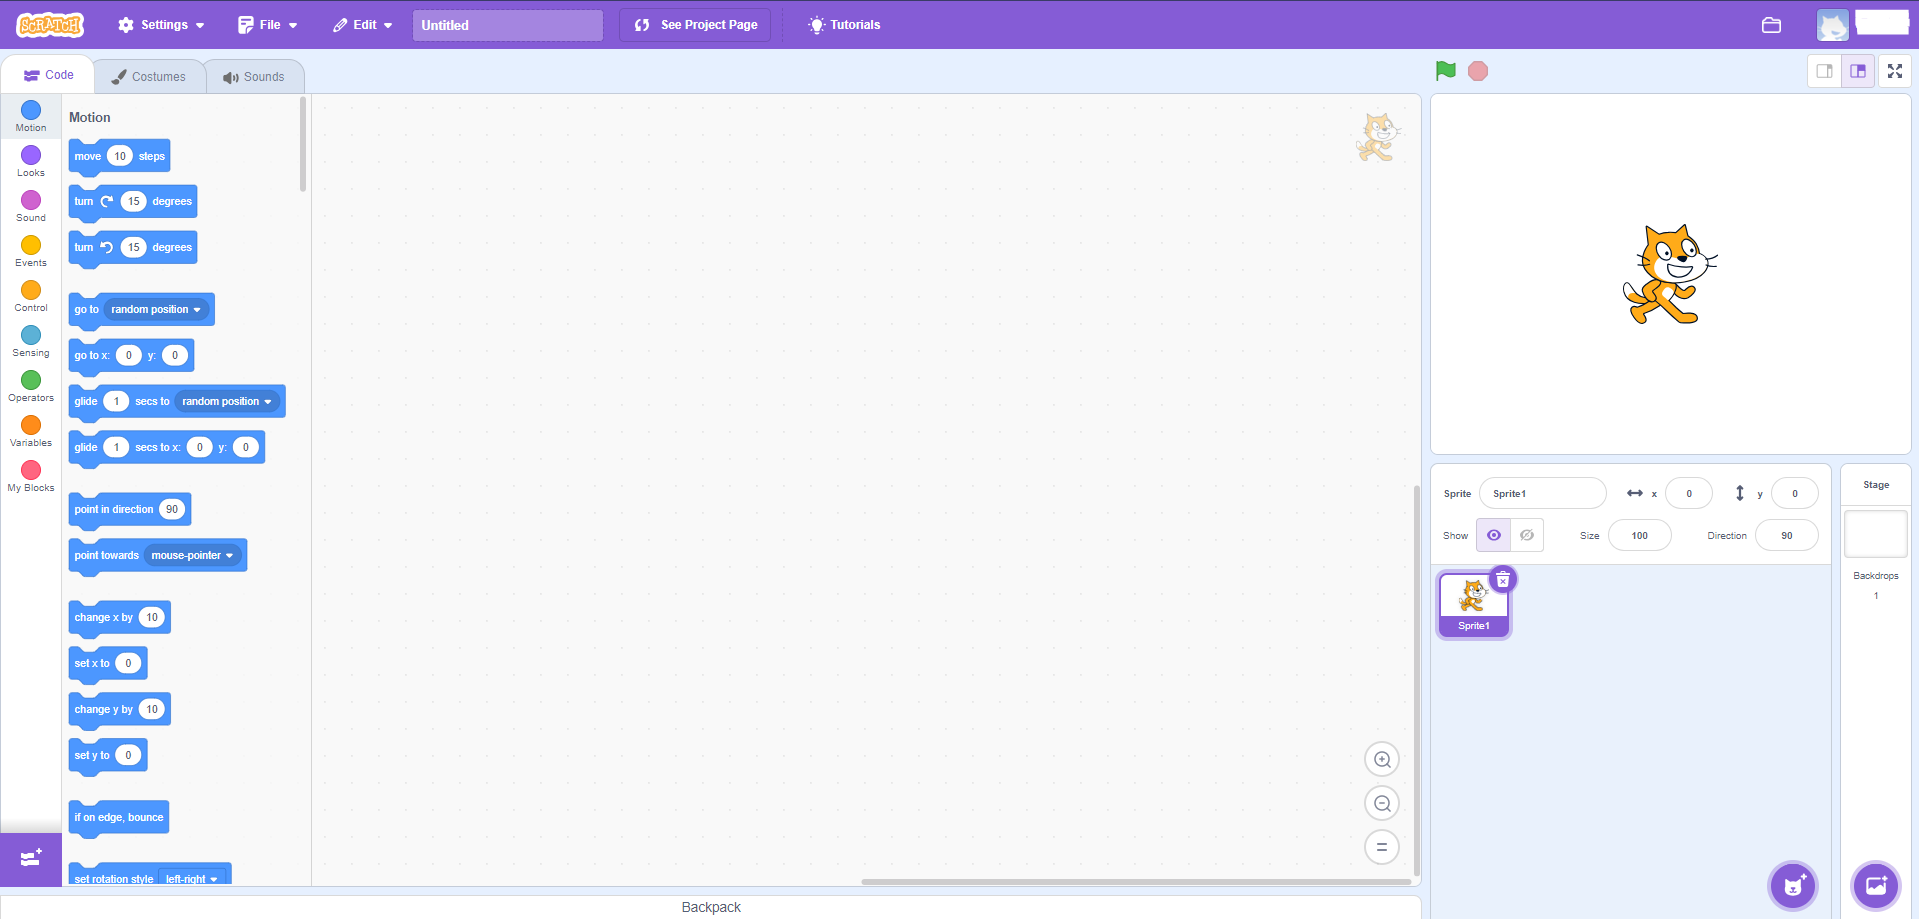 SCRATCH
Settings
File
Edit
Untitled
See Project Page
Tutorials
Code
Costumes
Sounds
Motion
Looks
Sound
Events
Control
Sensing
Operators
Variables
My Blocks
Motion
move 10 steps
turn 15 degrees
turn 15 degrees
go to random position
go to x: 0 y: 0
glide 1 secs to random position
glide 1 secs to x: 0 y: 0
point in direction 90
point towards mouse-pointer
change x by 10
set x to 0
change y by 10
set y to 0
if on edge, bounce
set rotation style left-right
Backpack
Sprite Sprite1 x 0 y 0
Show Size 100 Direction 90
Sprite1
Stage
Backdrops
1